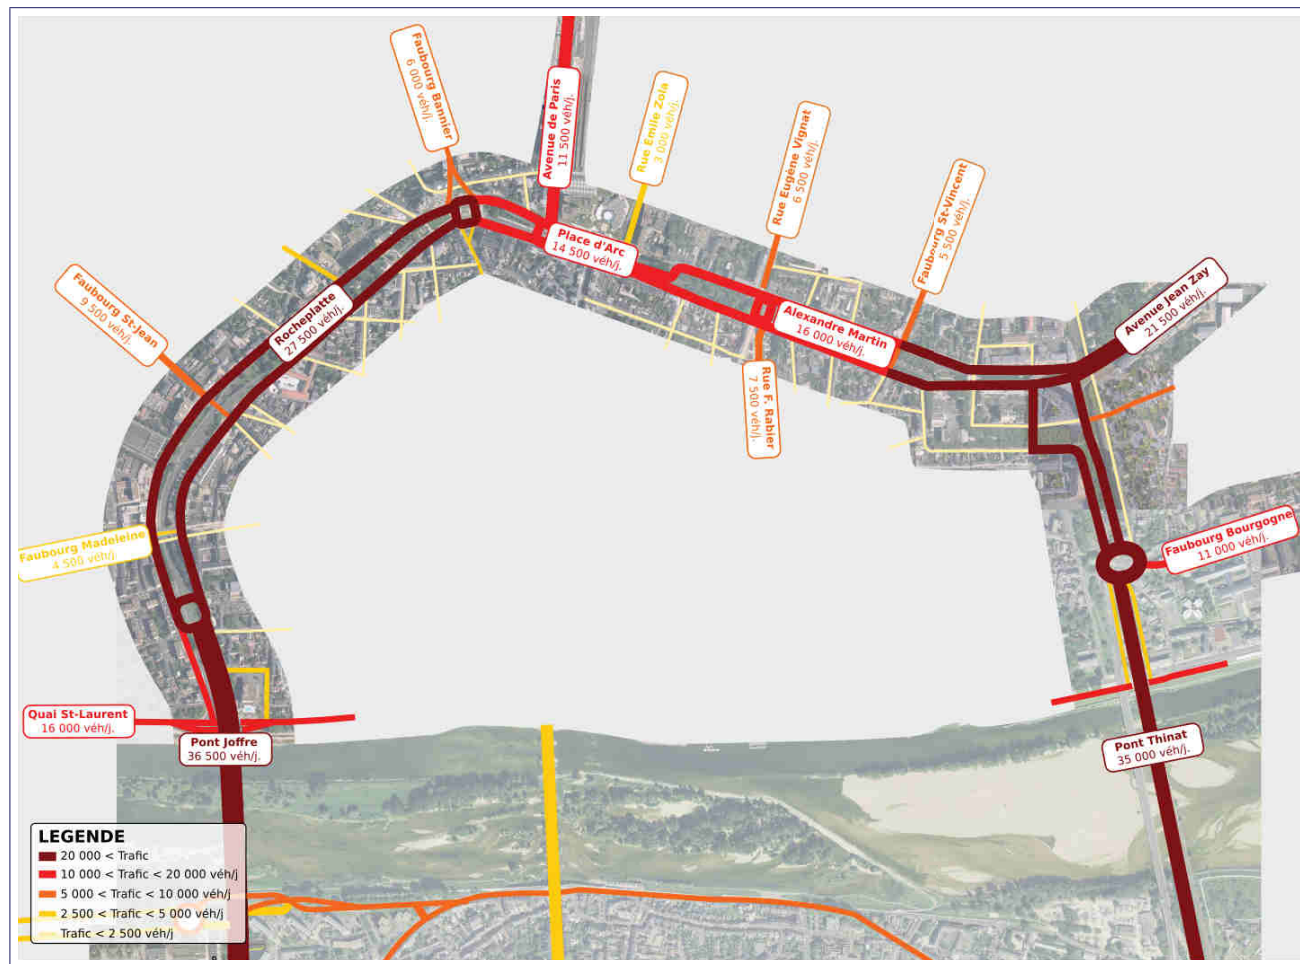 Faubourg Bannier
6 000 véh/j.
Avenue de Paris
11 500 véh/j.
Rue Emile Zola
3 000 véh/j.
Rue Eugène Vignat
6 500 véh/j.
Faubourg St-Vincent
5 500 véh/j.
Place d'Arc
14 500 véh/j.
Avenue Jean Zay
21 500 véh/j.
Faubourg St-Jean
9 500 véh/j.
Rocheplatte
27 500 véh/j.
Alexandre Martin
16 000 véh/j.
Rue F. Rabier
7 500 véh/j.
Faubourg Madeleine
4 500 véh/j.
Faubourg Bourgogne
11 000 véh/j.
Quai St-Laurent
16 000 véh/j.
Pont Joffre
36 500 véh/j.
Pont Thinat
35 000 véh/j.
LEGENDE
20 000 < Trafic
10 000 < Trafic < 20 000 véh/j
5 000 < Trafic < 10 000 véh/j
2 500 < Trafic < 5 000 véh/j
Trafic < 2 500 véh/j